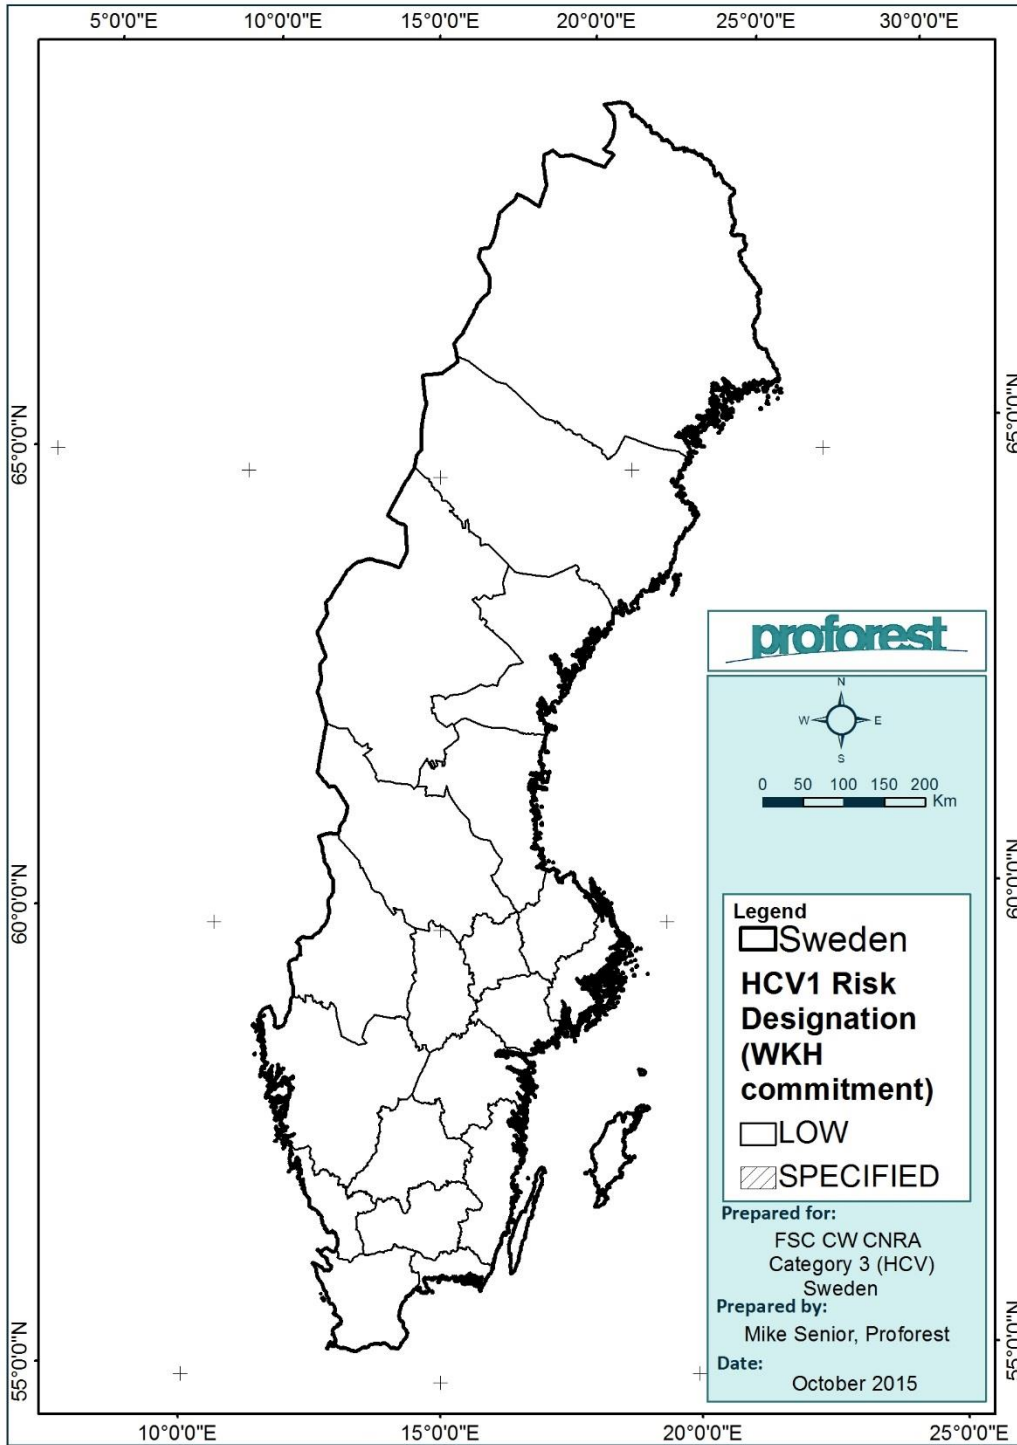 5°0'0"E 10°0'0"E 15°0'0"E 20°0'0"E 25°0'0"E
65°0'0"N
65°0'0"N
proforest
N
W E
S
0 50 100 150 200
Km
60°0'0"N
60°0'0"N
Legend
Sweden
HCV1 Risk
Designation
(WKH
commitment)
LOW
SPECIFIED
Prepared for:
FSC CW CNRA
Category 3 (HCV)
Sweden
Prepared by:
Mike Senior, Proforest
Date:
October 2015
55°0'0"N
55°0'0"N
10°0'0"E 15°0'0"E 20°0'0"E 25°0'0"E